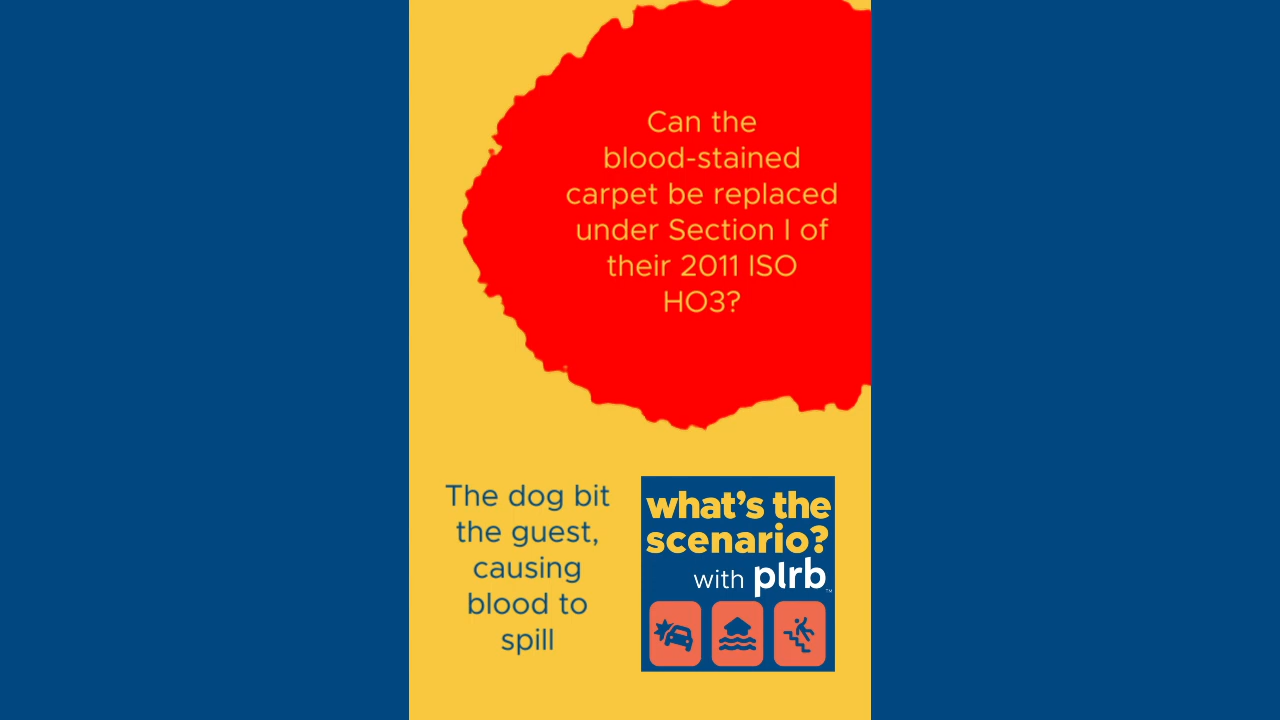 Can the
blood-stained
carpet be replaced
under Section I of
their 2011 ISO
HO3?
The dog bit
the guest,
causing
blood to
spill
what's the
scenario?
with plrb™